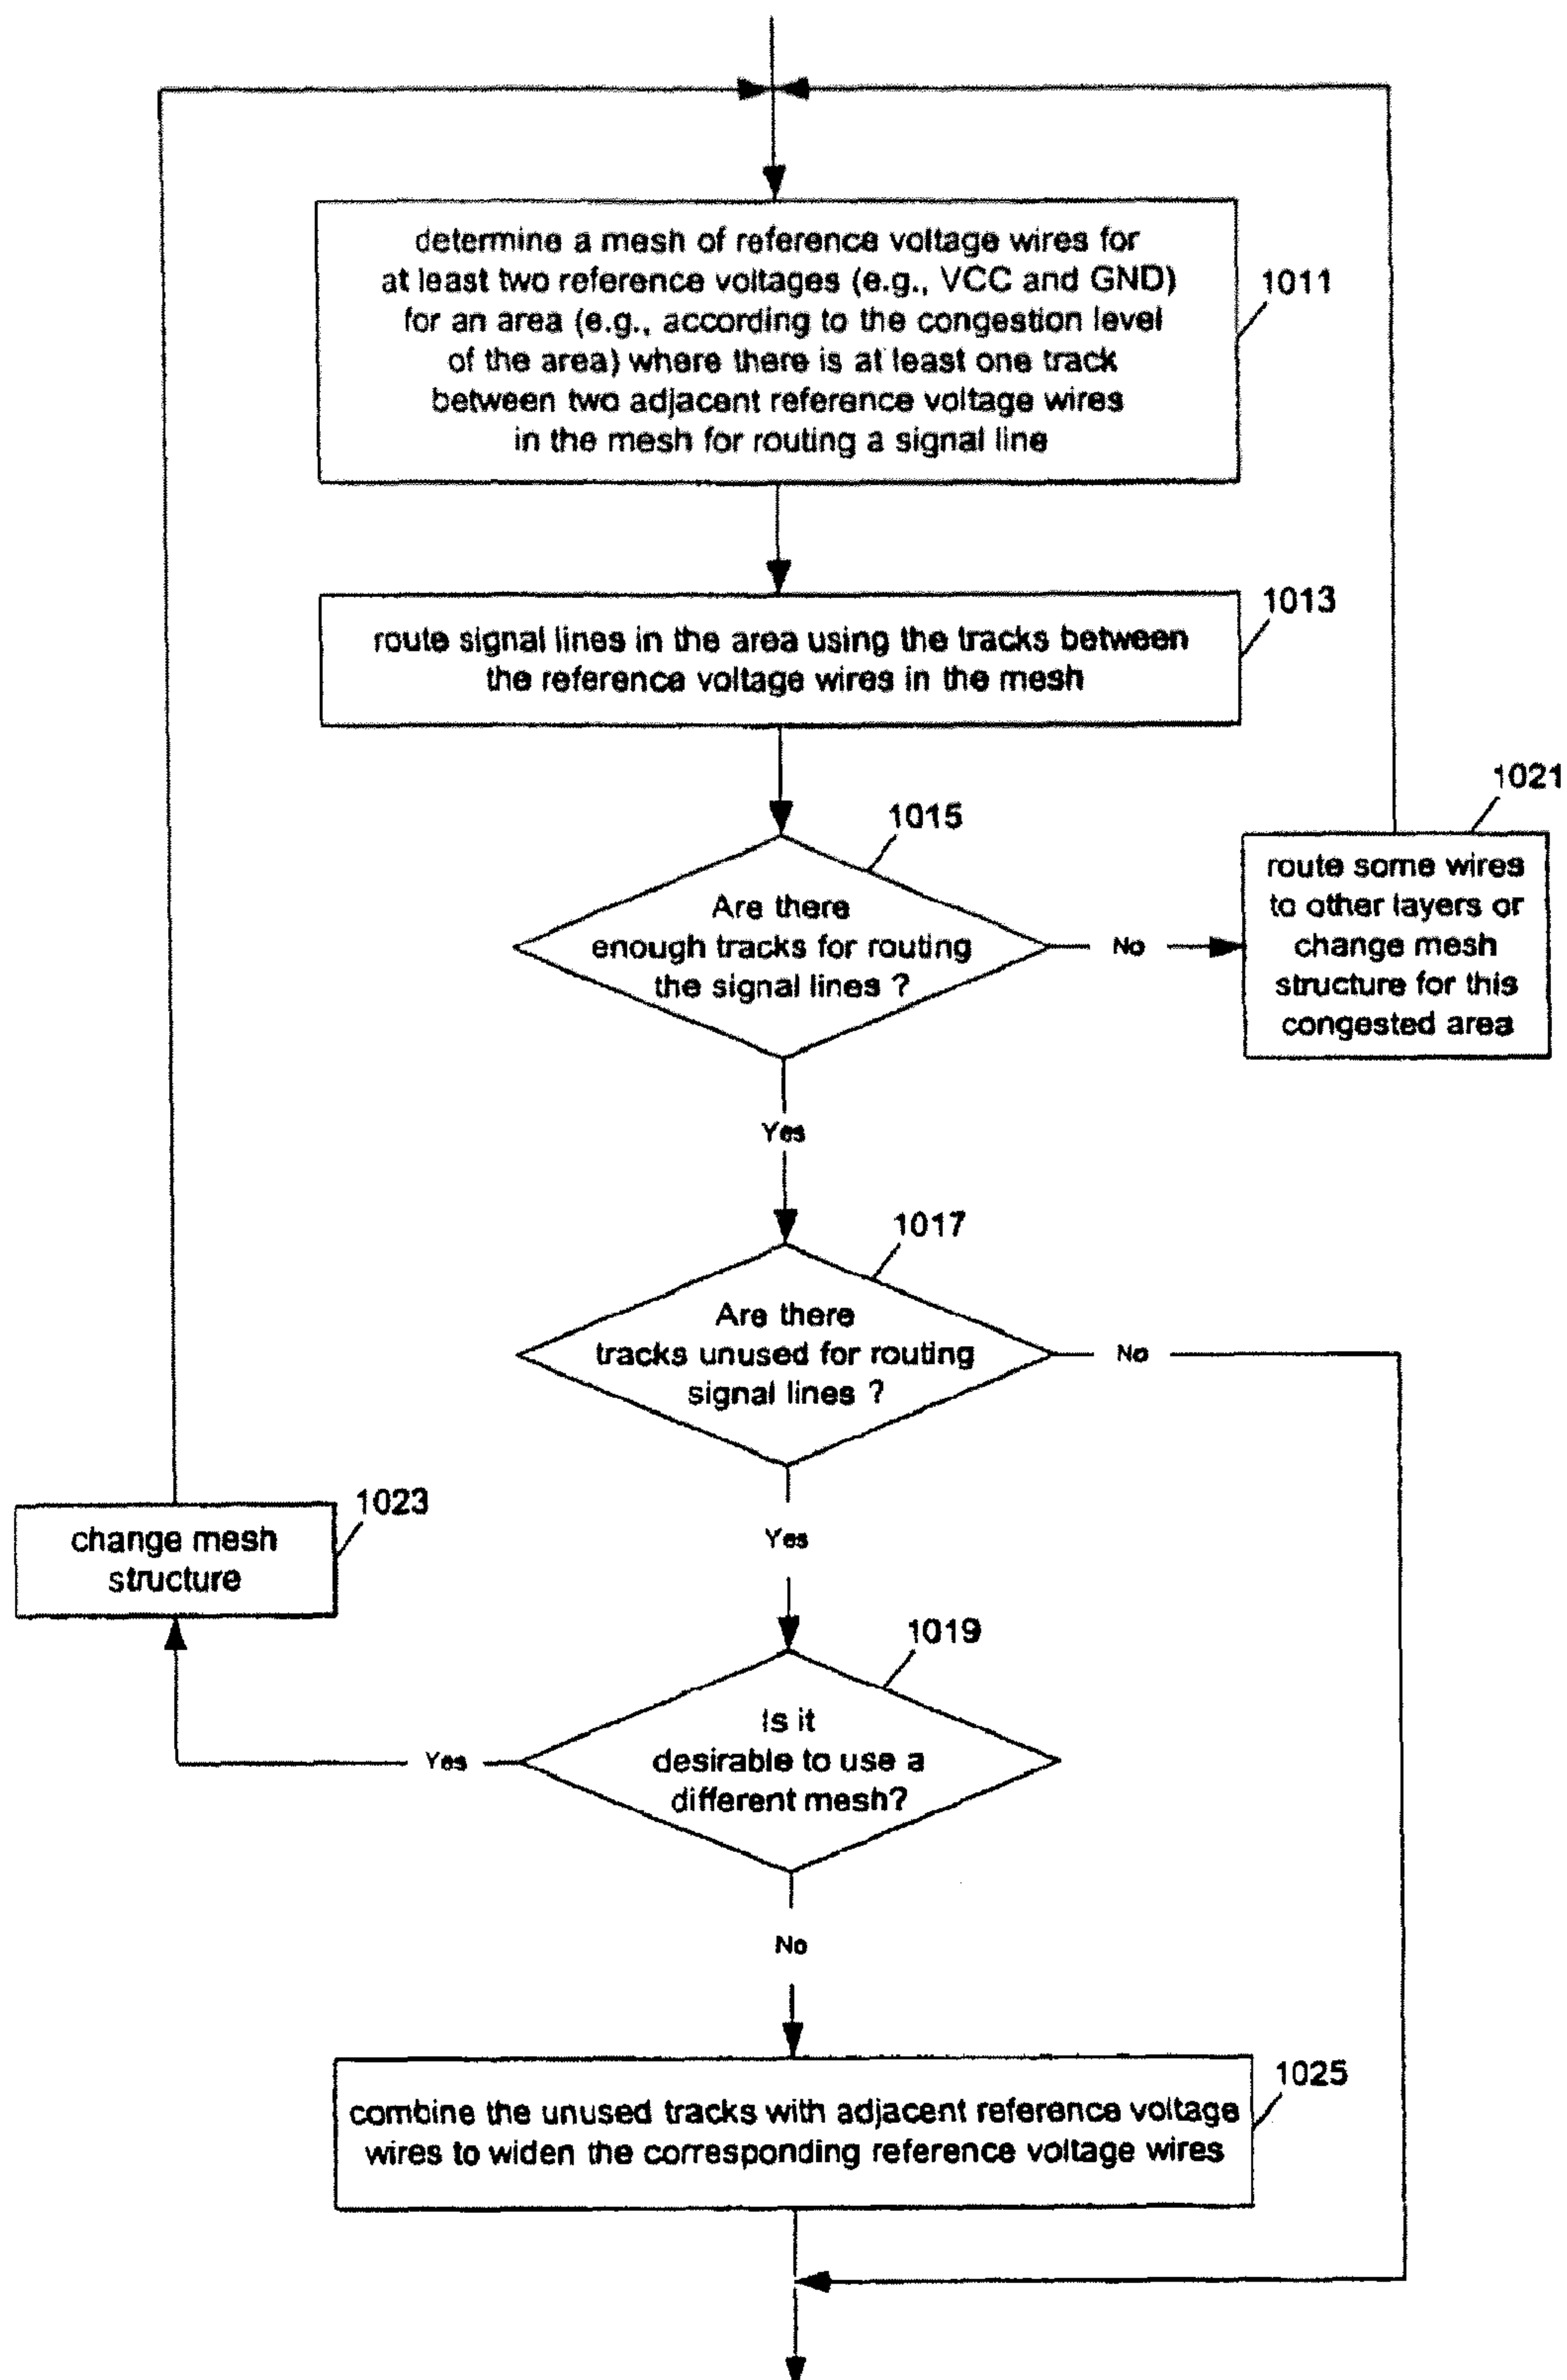 determine a mesh of reference voltage wires for
at least two reference voltages (e.g., VCC and GND)
for an area (e.g., according to the congestion level
of the area) where there is at least one track
between two adjacent reference voltage wires
in the mesh for routing a signal line
1011
route signal lines in the area using the tracks between
the reference voltage wires in the mesh
1013
Are there
enough tracks for routing
the signal lines ?
1015
No
1021
route some wires
to other layers or
change mesh
structure for this
congested area
Yes
Are there
tracks unused for routing
signal lines ?
1017
No
Yes
1023
change mesh
structure
Is it
desirable to use a
different mesh?
1019
Yes
No
combine the unused tracks with adjacent reference voltage
wires to widen the corresponding reference voltage wires
1025